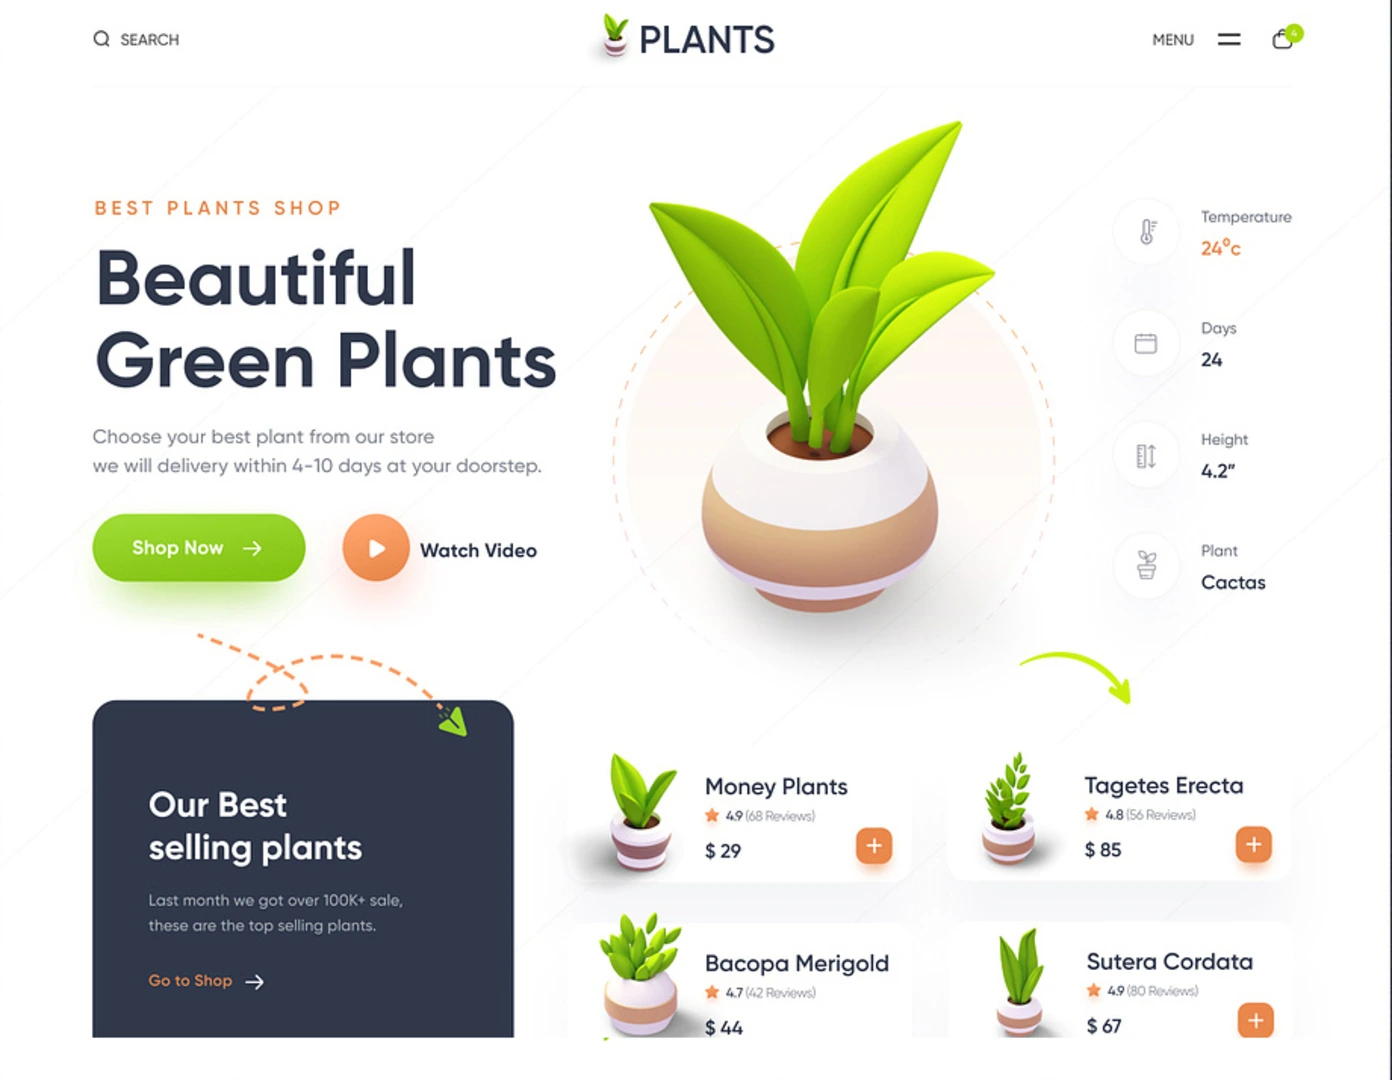 SEARCH
PLANTS
MENU
4
BEST PLANTS SHOP
Beautiful
Green Plants
Choose your best plant from our store
we will delivery within 4-10 days at your doorstep.
Shop Now
Watch Video
Temperature
24°c
Days
24
Height
4.2"
Plant
Cactas
Our Best
selling plants
Last month we got over 100K+ sale,
these are the top selling plants.
Go to Shop
Money Plants
4.9 (68 Reviews)
$ 29
Tagetes Erecta
4.8 (56 Reviews)
$ 85
Bacopa Merigold
4.7 (42 Reviews)
$ 44
Sutera Cordata
4.9 (80 Reviews)
$ 67